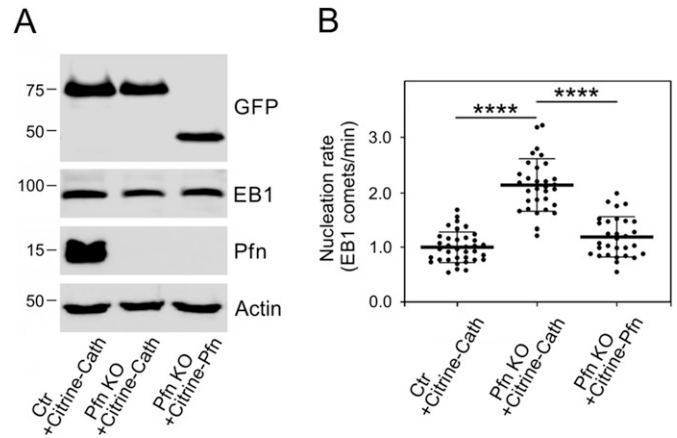 A
75
GFP
50
100
EB1
15
Pfn
50
Actin
Ctr
+Citrine-Cath
Pfn KO
+Citrine-Cath
Pfn KO
+Citrine-Pfn
B
Nucleation rate
(EB1 comets/min)
3.0
2.0
1.0
0.0
****
****
Ctr
+Citrine-Cath
Pfn KO
+Citrine-Cath
Pfn KO
+Citrine-Pfn